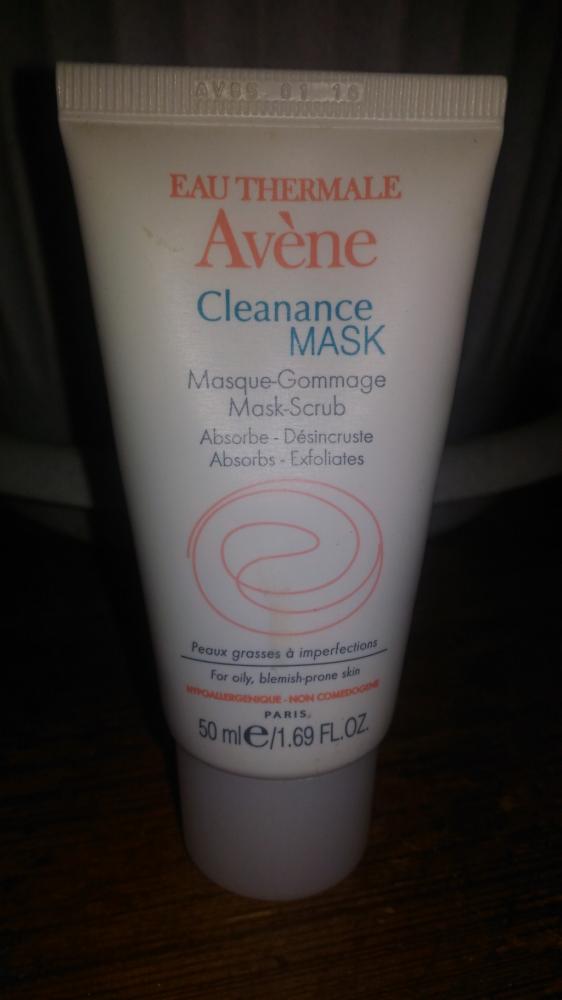 EAU THERMALE
Avène
Cleanance
MASK
Masque-Gommage
Mask-Scrub
Absorbe - Désincruste
Absorbs - Exfoliates
Peaux grasses à imperfections
For oily, blemish-prone skin
HYPOALLERGENIQUE - NON COMEDOGENE
PARIS
50 ml e/1.69 FL.OZ.